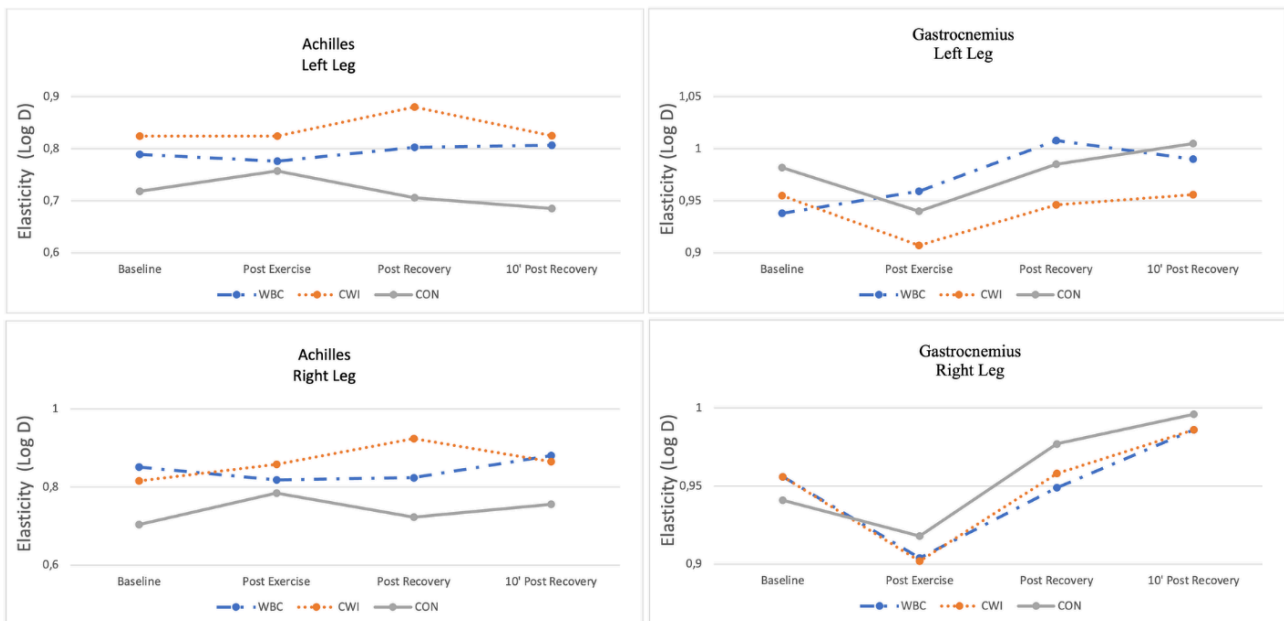 Achilles
Left Leg
Elasticity (Log D)
0,9
0,8
0,7
0,6
Baseline
Post Exercise
Post Recovery
10' Post Recovery
WBC
CWI
CON
Gastrocnemius
Left Leg
Elasticity (Log D)
1,05
1
0,95
0,9
Baseline
Post Exercise
Post Recovery
10' Post Recovery
WBC
CWI
CON
Achilles
Right Leg
Elasticity (Log D)
1
0,8
0,6
Baseline
Post Exercise
Post Recovery
10' Post Recovery
WBC
CWI
CON
Gastrocnemius
Right Leg
Elasticity (Log D)
1
0,95
0,9
Baseline
Post Exercise
Post Recovery
10' Post Recovery
WBC
CWI
CON